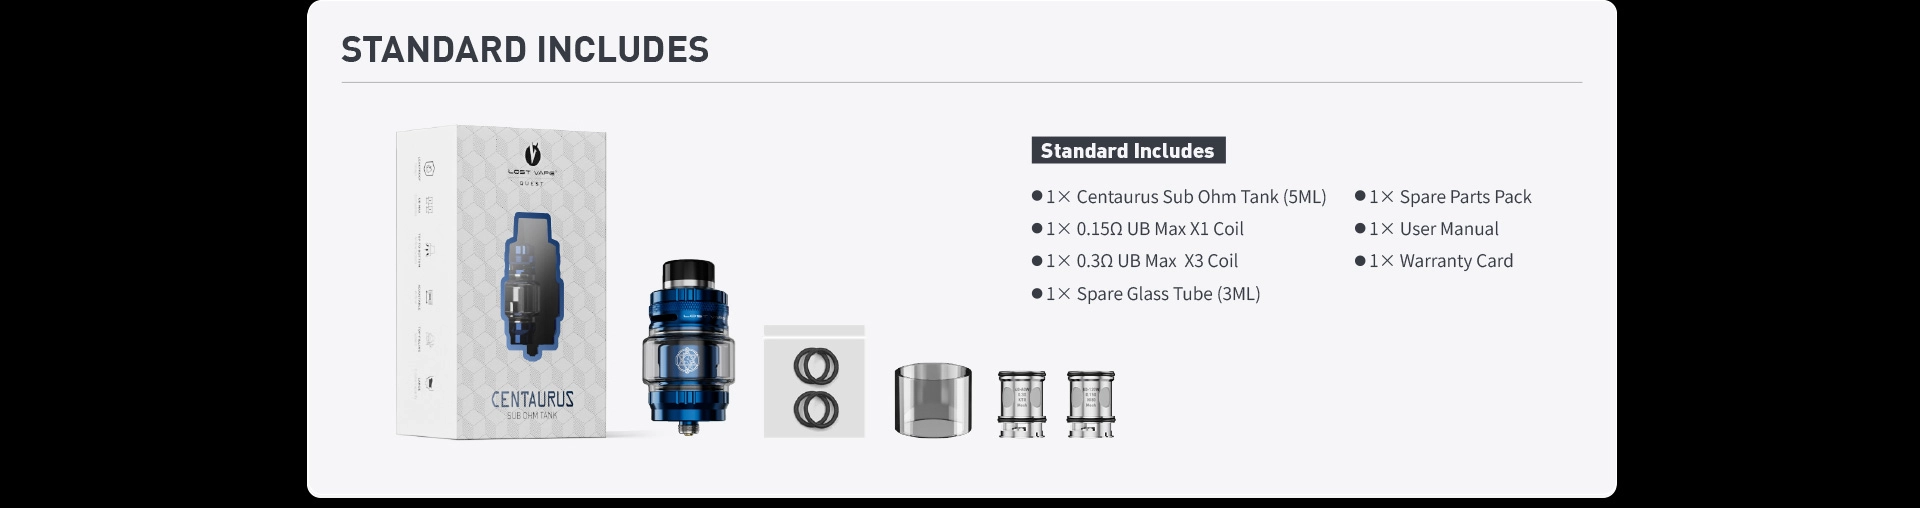 STANDARD INCLUDES
LOST VAPE
QUEST
CENTAURUS
SUB OHM TANK
Standard Includes
●1× Centaurus Sub Ohm Tank (5ML)
●1× 0.15Ω UB Max X1 Coil
●1× 0.3Ω UB Max X3 Coil
●1× Spare Glass Tube (3ML)
●1× Spare Parts Pack
●1× User Manual
●1× Warranty Card